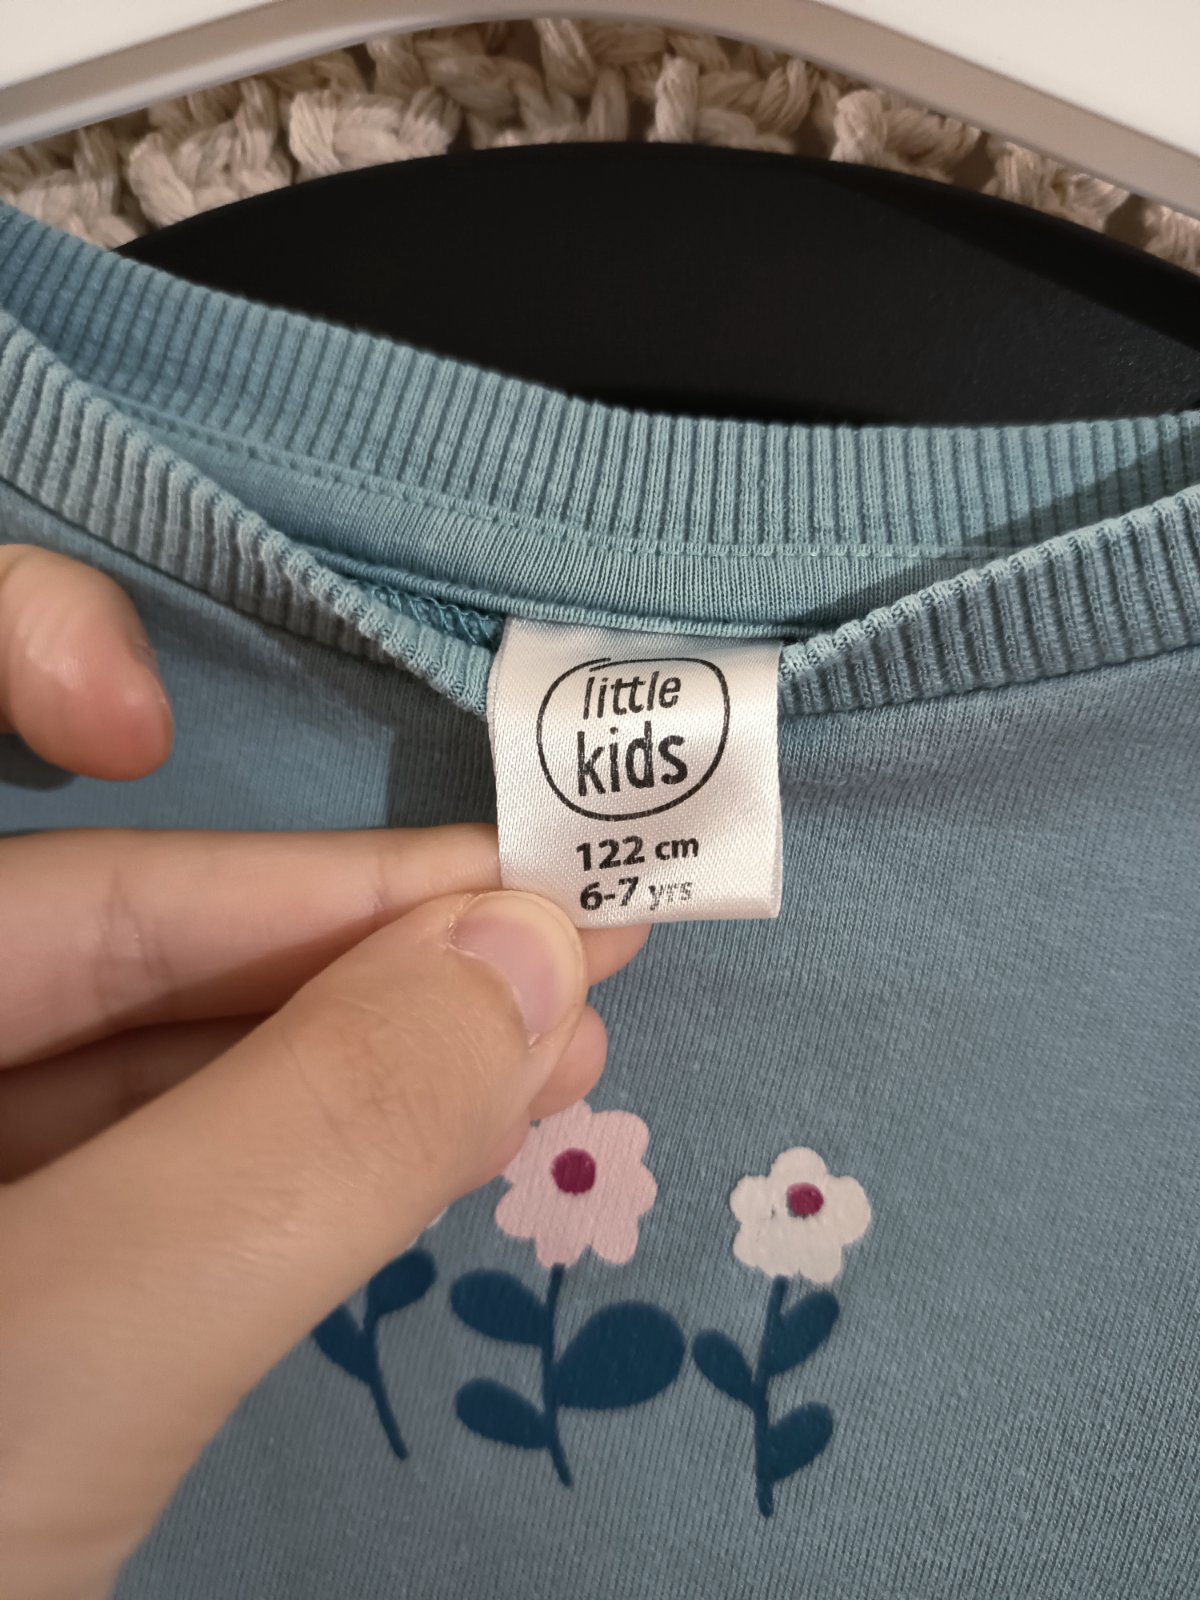 little
kids
122 cm
6-7 yrs